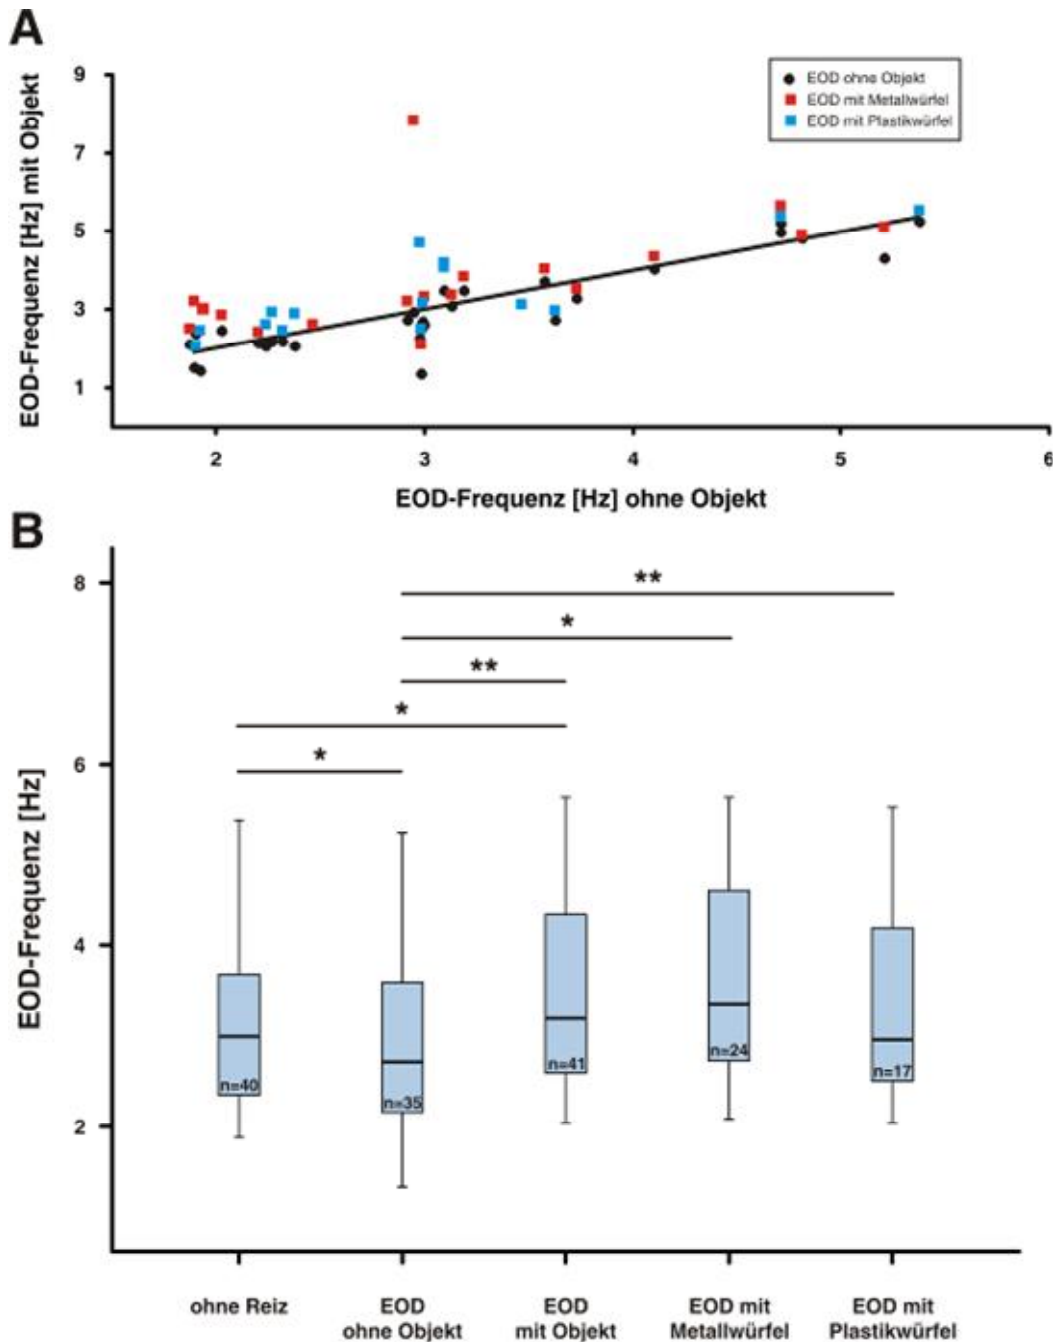 A
EOD-Frequenz [Hz] mit Objekt
9
7
5
3
1
EOD ohne Objekt
EOD mit Metallwürfel
EOD mit Plastikwürfel
2 3 4 5 6
EOD-Frequenz [Hz] ohne Objekt
B
EOD-Frequenz [Hz]
8
6
4
2
**
*
**
*
*
n=40
n=35
n=41
n=24
n=17
ohne Reiz
EOD
ohne Objekt
EOD
mit Objekt
EOD mit
Metallwürfel
EOD mit
Plastikwürfel